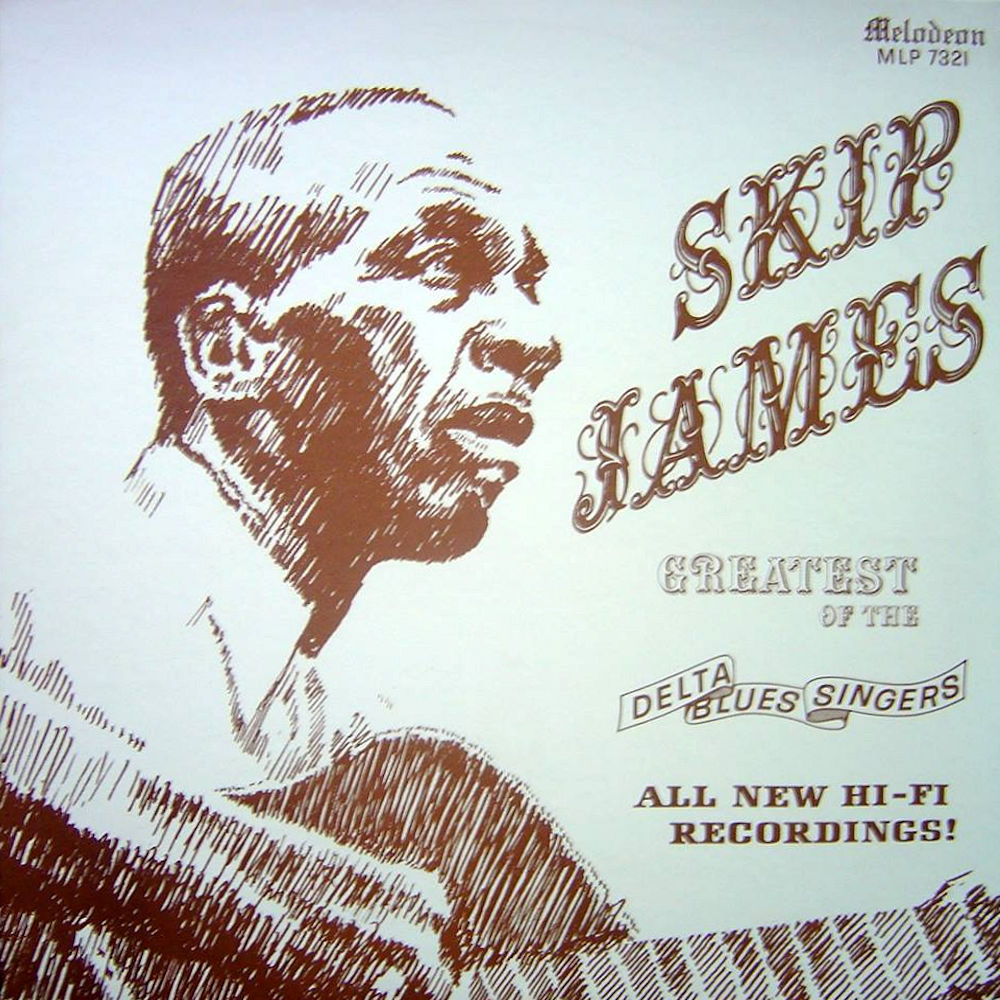 Melodeon
MLP 7321
SKIP
JAMES
GREATEST
OF THE
DELTA BLUES SINGERS
ALL NEW HI-FI
RECORDINGS!